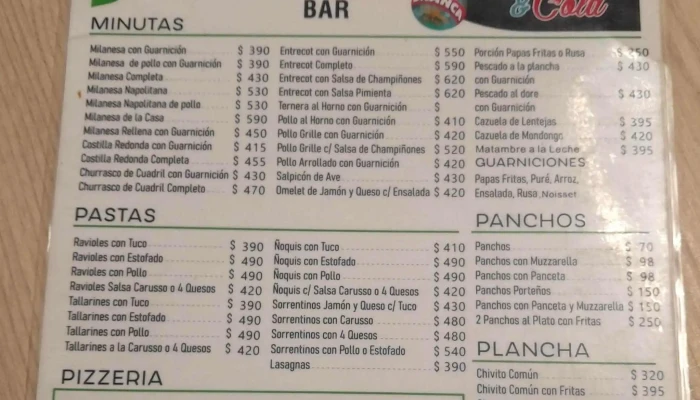 BAR
& Cola
MINUTAS
Milanesa con Guarnición $ 390
Milanesa de pollo con Guarnición $ 390
Milanesa Completa $ 430
Milanesa Napolitana $ 530
Milanesa Napolitana de pollo $ 530
Milanesa de la Casa $ 590
Milanesa Rellena con Guarnición $ 450
Costilla Redonda con Guarnición $ 415
Costilla Redonda Completa $ 455
Churrasco de Cuadril con Guarnición $ 430
Churrasco de Cuadril Completo $ 470
Entrecot con Guarnición $ 550
Entrecot Completo $ 590
Entrecot con Salsa de Champiñones $ 620
Entrecot con Salsa Pimienta $ 620
Ternera al Horno con Guarnición $
Pollo al Horno con Guarnición $ 410
Pollo Grille con Guarnición $ 420
Pollo Grille c/ Salsa de Champiñones $ 520
Pollo Arrollado con Guarnición $ 420
Salpicón de Ave $ 430
Omelet de Jamón y Queso c/ Ensalada $ 420
Porción Papas Fritas o Rusa $ 250
Pescado a la plancha $ 430
con Guarnición
Pescado al dore $ 430
con Guarnición
Cazuela de Lentejas $ 395
Cazuela de Mondongo $ 420
Matambre a la Leche $ 395
GUARNICIONES
Papas Fritas, Puré, Arroz,
Ensalada, Rusa ,Noisset
PASTAS
Ravioles con Tuco $ 390
Ravioles con Estofado $ 490
Ravioles con Pollo $ 490
Ravioles Salsa Carusso o 4 Quesos $ 420
Tallarines con Tuco $ 390
Tallarines con Estofado $ 490
Tallarines con Pollo $ 490
Tallarines a la Carusso o 4 Quesos $ 420
Ñoquis con Tuco $ 410
Ñoquis con Estofado $ 490
Ñoquis con Pollo $ 490
Ñoquis c/ Salsa Carusso o 4 Quesos $ 420
Sorrentinos Jamón y Queso c/ Tuco $ 430
Sorrentinos con Carusso $ 480
Sorrentinos con 4 Quesos $ 480
Sorrentinos con Pollo o Estofado $ 540
Lasagnas $ 390
PANCHOS
Panchos $ 70
Panchos con Muzzarella $ 98
Panchos con Panceta $ 98
Panchos Porteños $ 150
Panchos con Panceta y Muzzarella $ 150
2 Panchos al Plato con Fritas $ 250
PLANCHA
Chivito Común $ 320
Chivito Común con Fritas $ 395
PIZZERIA